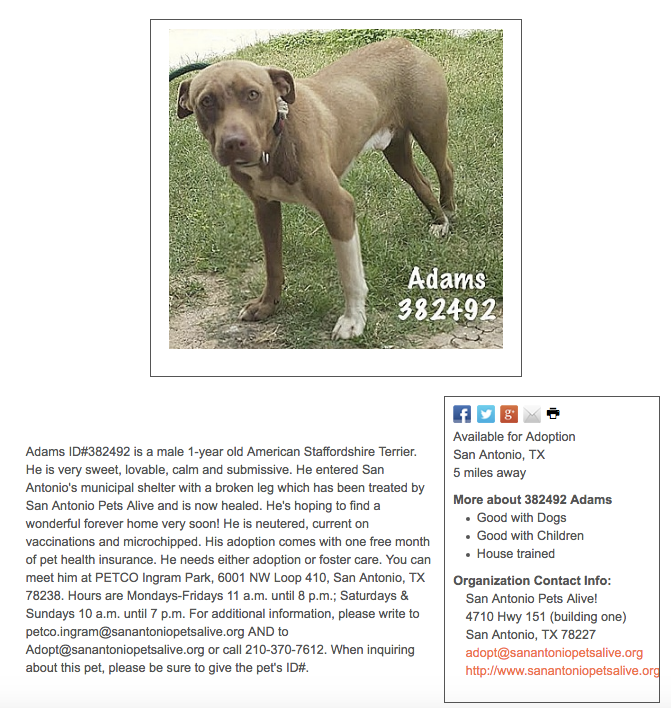 Adams
382492
Adams ID#382492 is a male 1-year old American Staffordshire Terrier.
He is very sweet, lovable, calm and submissive. He entered San
Antonio's municipal shelter with a broken leg which has been treated by
San Antonio Pets Alive and is now healed. He's hoping to find a
wonderful forever home very soon! He is neutered, current on
vaccinations and microchipped. His adoption comes with one free month
of pet health insurance. He needs either adoption or foster care. You can
meet him at PETCO Ingram Park, 6001 NW Loop 410, San Antonio, TX
78238. Hours are Mondays-Fridays 11 a.m. until 8 p.m.; Saturdays &
Sundays 10 a.m. until 7 p.m. For additional information, please write to
petco.ingram@sanantoniopetsalive.org AND to
Adopt@sanantoniopetsalive.org or call 210-370-7612. When inquiring
about this pet, please be sure to give the pet's ID#.
Available for Adoption
San Antonio, TX
5 miles away
More about 382492 Adams
Good with Dogs
Good with Children
House trained
Organization Contact Info:
San Antonio Pets Alive!
4710 Hwy 151 (building one)
San Antonio, TX 78227
adopt@sanantoniopetsalive.org
http://www.sanantoniopetsalive.org